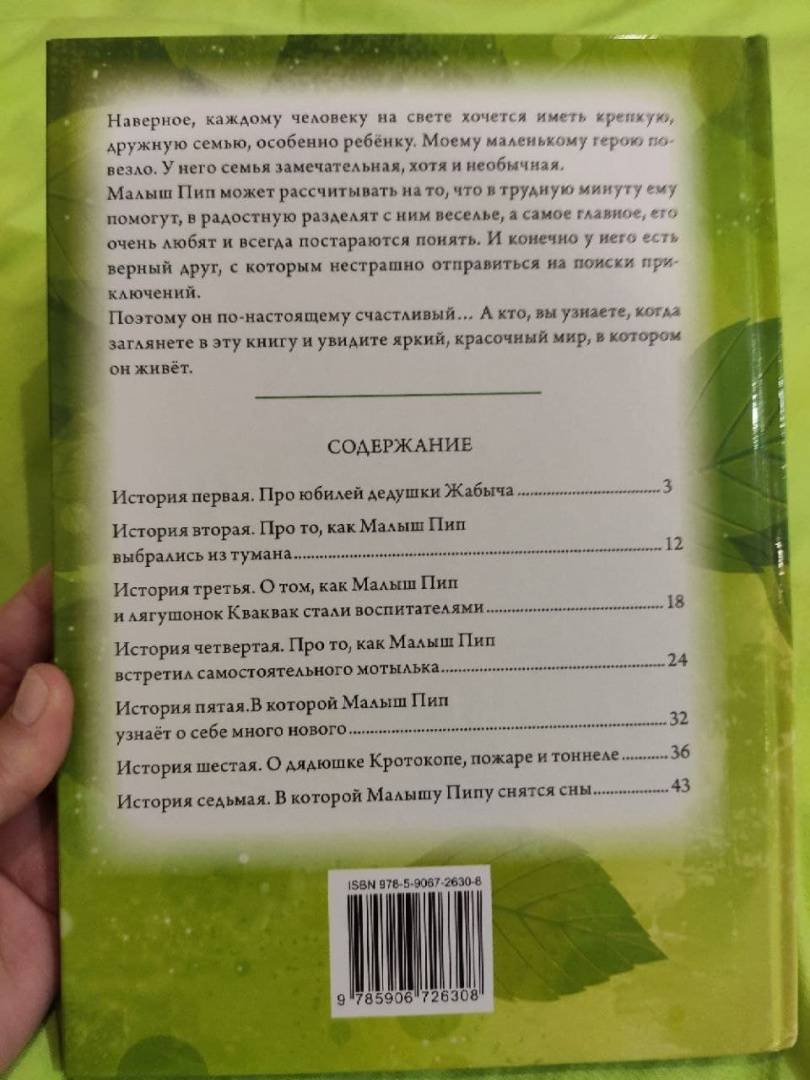 Наверное, каждому человеку на свете хочется иметь крепкую,
дружную семью, особенно ребёнку. Моему маленькому герою по-
везло. У него семья замечательная, хотя и необычная.
Малыш Пип может рассчитывать на то, что в трудную минуту ему
помогут, в радостную разделят с ним веселье, а самое главное, его
очень любят и всегда постараются понять. И конечно у него есть
верный друг, с которым нестрашно отправиться на поиски при-
ключений.
Поэтому он по-настоящему счастливый... А кто, вы узнаете, когда
заглянете в эту книгу и увидите яркий, красочный мир, в котором
он живёт.
СОДЕРЖАНИЕ
История первая. Про юбилей дедушки Жабыча ..................... 3
История вторая. Про то, как Малыш Пип
выбрались из тумана..................... 12
История третья. О том, как Малыш Пип
и лягушонок Кваквак стали воспитателями ..................... 18
История четвертая. Про то, как Малыш Пип
встретил самостоятельного мотылька..................... 24
История пятая.В которой Малыш Пип
узнаёт о себе много нового ..................... 32
История шестая. О дядюшке Кротокопе, пожаре и тоннеле ..................... 36
История седьмая. В которой Малышу Пипу снятся сны..................... 43
ISBN 978-5-9067-2630-8
9 785906 726308